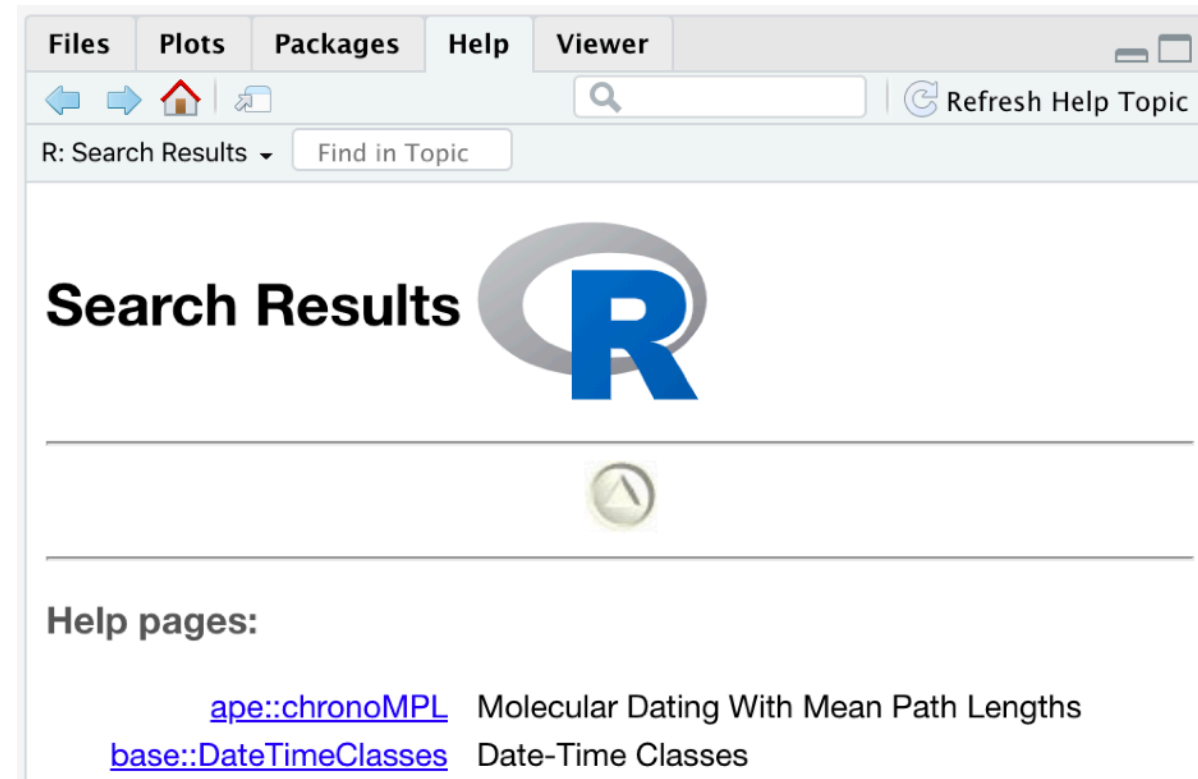 Files Plots Packages Help Viewer
Refresh Help Topic
R: Search Results Find in Topic
Search Results R
Help pages:
ape::chronoMPL Molecular Dating With Mean Path Lengths
base::DateTimeClasses Date-Time Classes